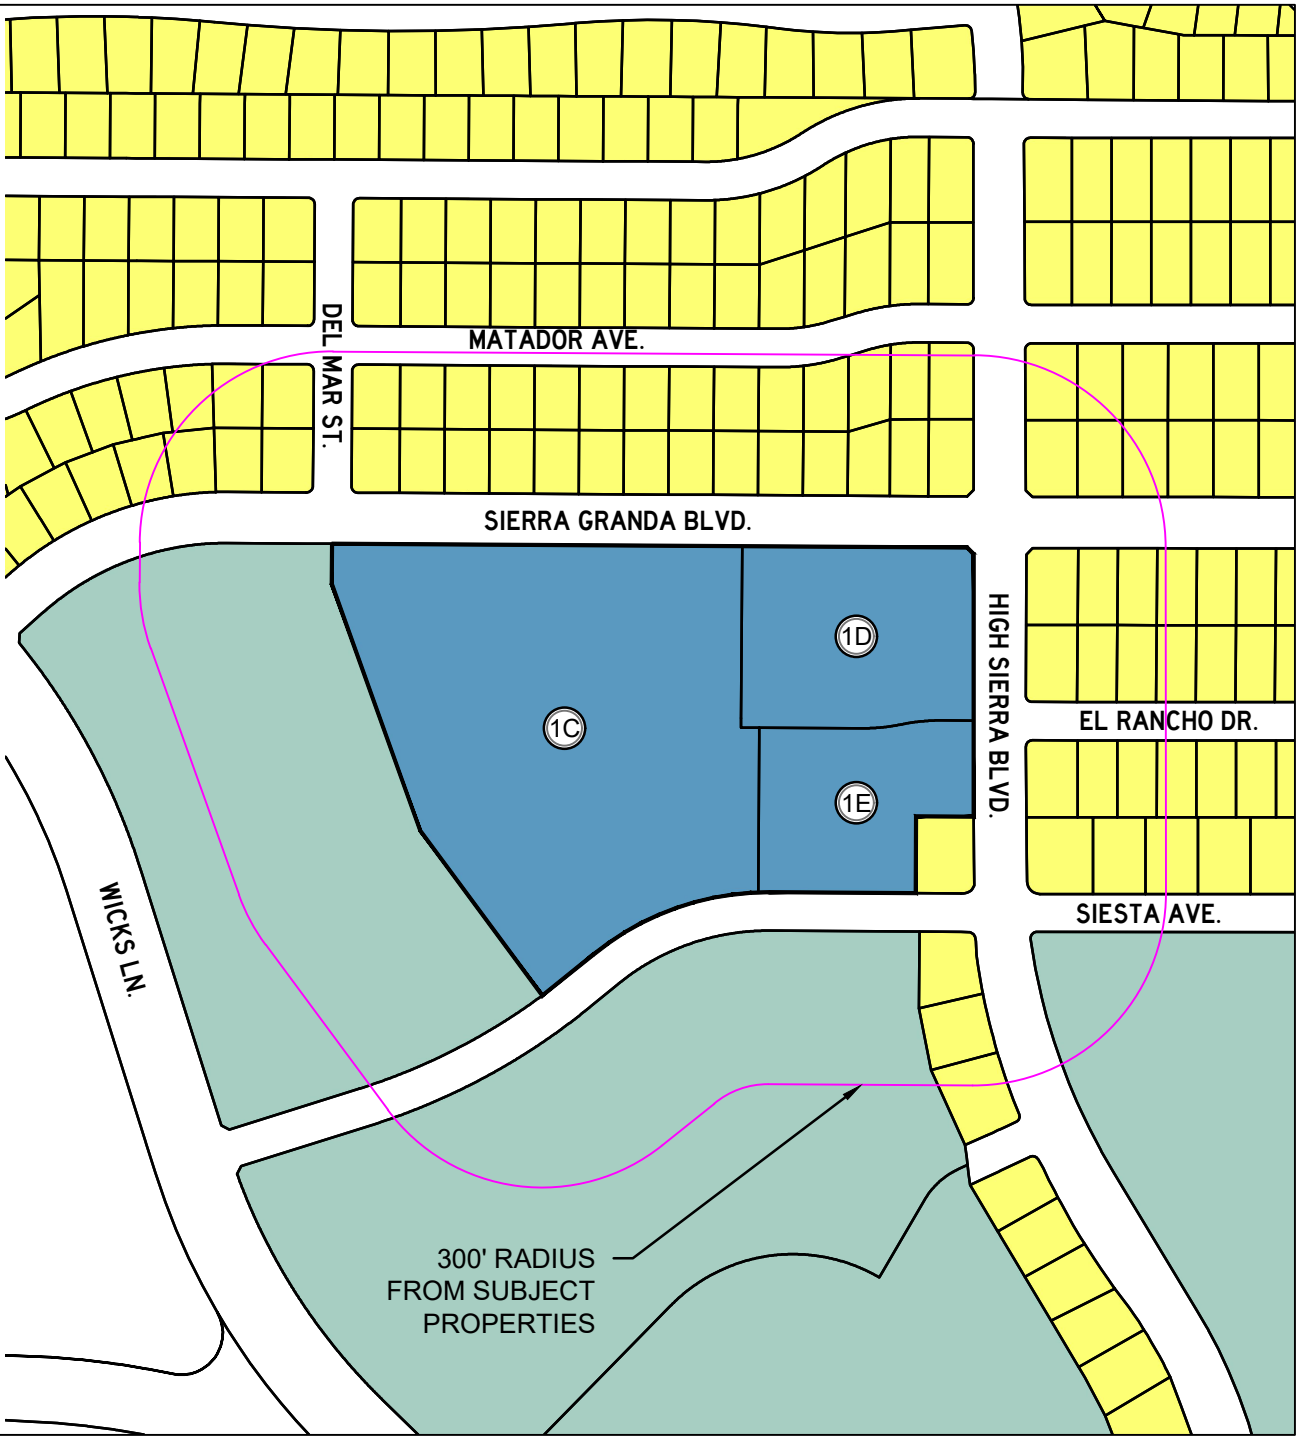 DEL MAR ST.
MATADOR AVE.
SIERRA GRANDA BLVD.
1D
HIGH SIERRA BLVD.
1C
EL RANCHO DR.
1E
WICKS LN.
SIESTA AVE.
300' RADIUS
FROM SUBJECT
PROPERTIES